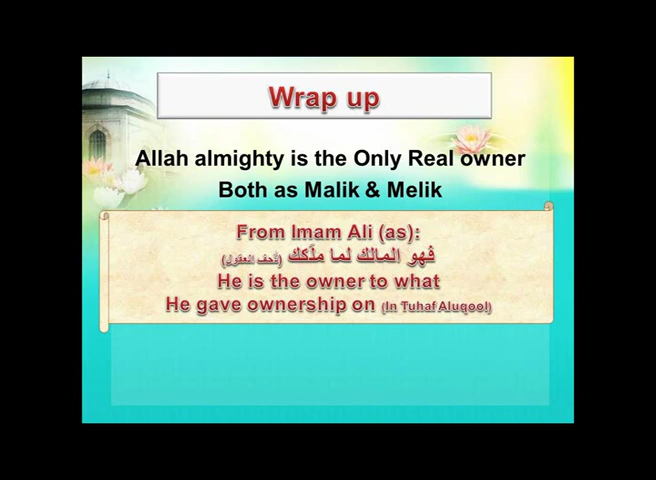 Wrap up
Allah almighty is the Only Real owner
Both as Malik & Melik
From Imam Ali (as):
فهو المالك لما ملّكك (تحف العقول)
He is the owner to what
He gave ownership on (In Tuhaf Aluqool)